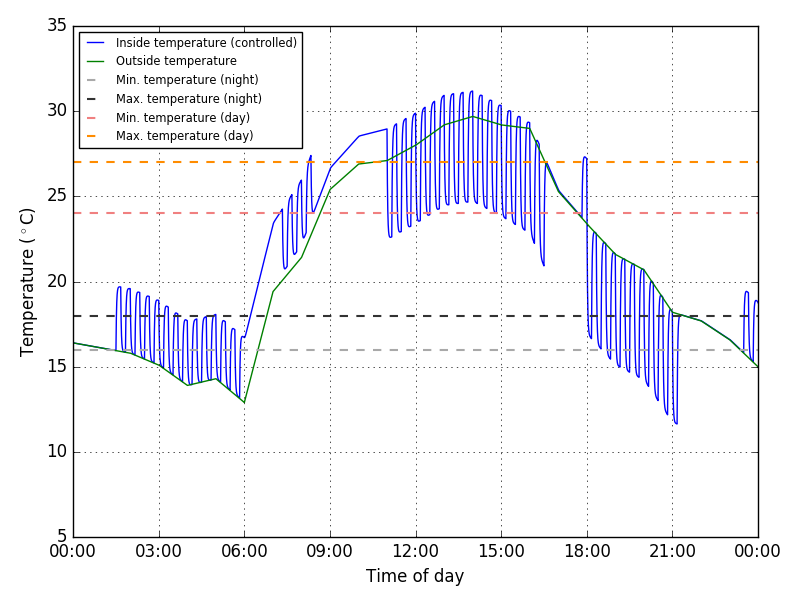 35
30
25
20
15
10
5
Temperature (°C)
Inside temperature (controlled)
Outside temperature
Min. temperature (night)
Max. temperature (night)
Min. temperature (day)
Max. temperature (day)
00:00 03:00 06:00 09:00 12:00 15:00 18:00 21:00 00:00
Time of day